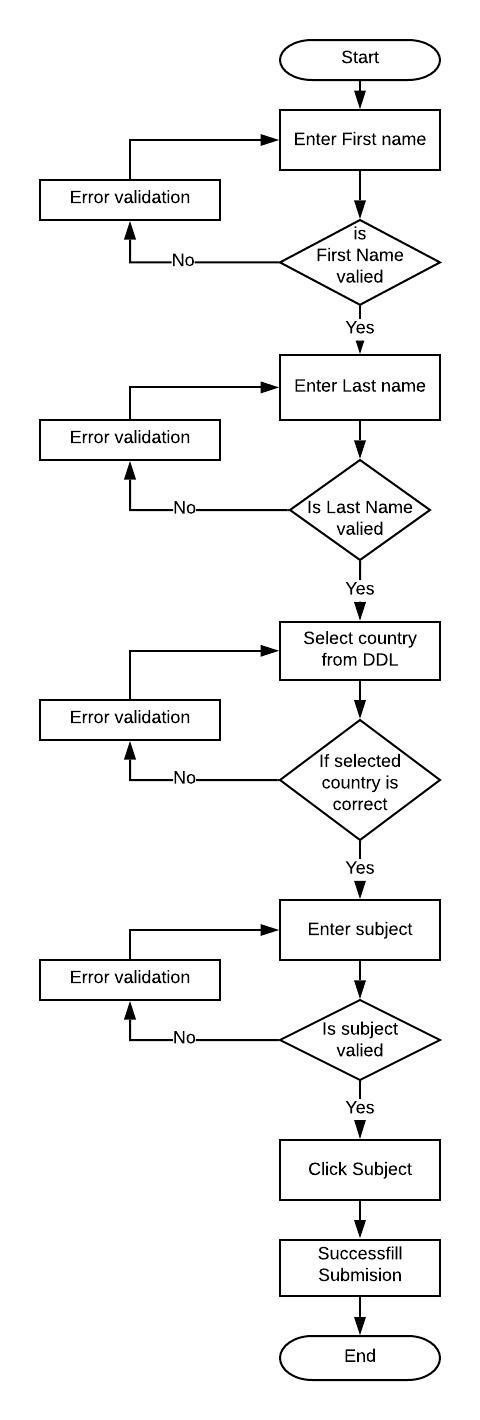 Start
Enter First name
Error validation
is
First Name
valied
No
Yes
Enter Last name
Error validation
Is Last Name
valied
No
Yes
Select country
from DDL
Error validation
If selected
country is
correct
No
Yes
Enter subject
Error validation
Is subject
valied
No
Yes
Click Subject
Successfill
Submision
End